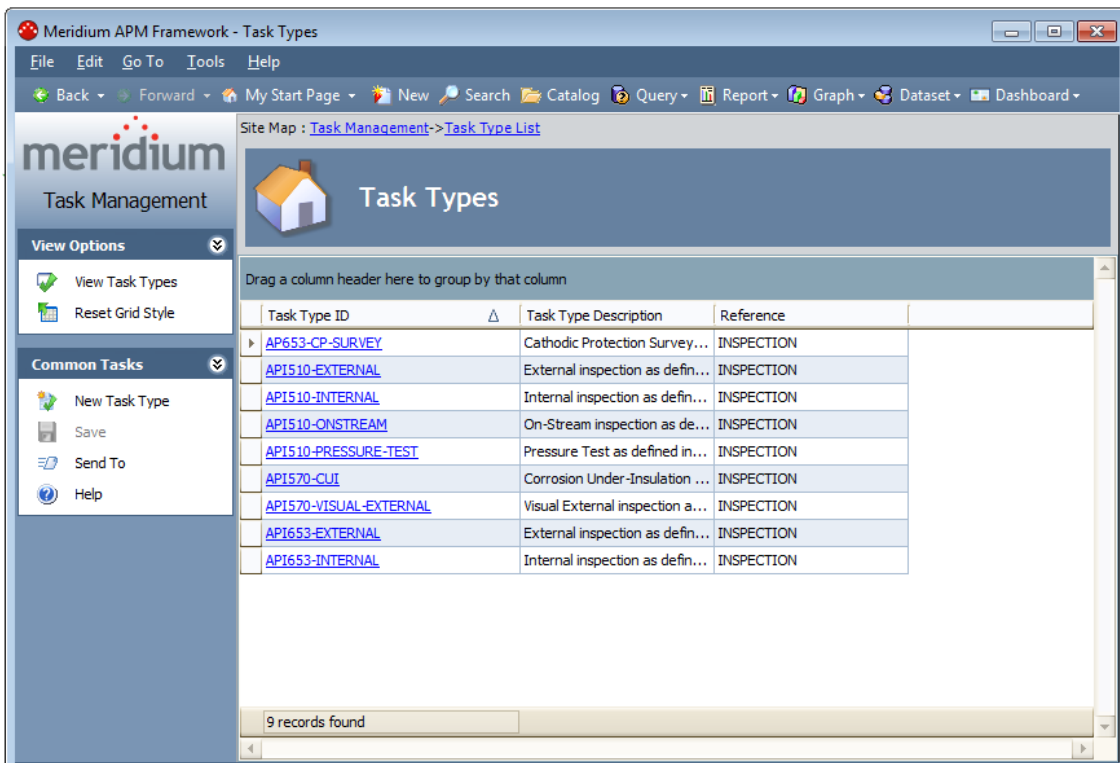 Meridium APM Framework - Task Types
File Edit Go To Tools Help
Back Forward My Start Page New Search Catalog Query Report Graph Dataset Dashboard
meridium
Task Management
Site Map : Task Management->Task Type List
Task Types
View Options
View Task Types
Reset Grid Style
Common Tasks
New Task Type
Save
Send To
Help
Drag a column header here to group by that column
Task Type ID Task Type Description Reference
AP653-CP-SURVEY Cathodic Protection Survey... INSPECTION
API510-EXTERNAL External inspection as defin... INSPECTION
API510-INTERNAL Internal inspection as defin... INSPECTION
API510-ONSTREAM On-Stream inspection as de... INSPECTION
API510-PRESSURE-TEST Pressure Test as defined in... INSPECTION
API570-CUI Corrosion Under-Insulation ... INSPECTION
API570-VISUAL-EXTERNAL Visual External inspection a... INSPECTION
API653-EXTERNAL External inspection as defin... INSPECTION
API653-INTERNAL Internal inspection as defin... INSPECTION
9 records found